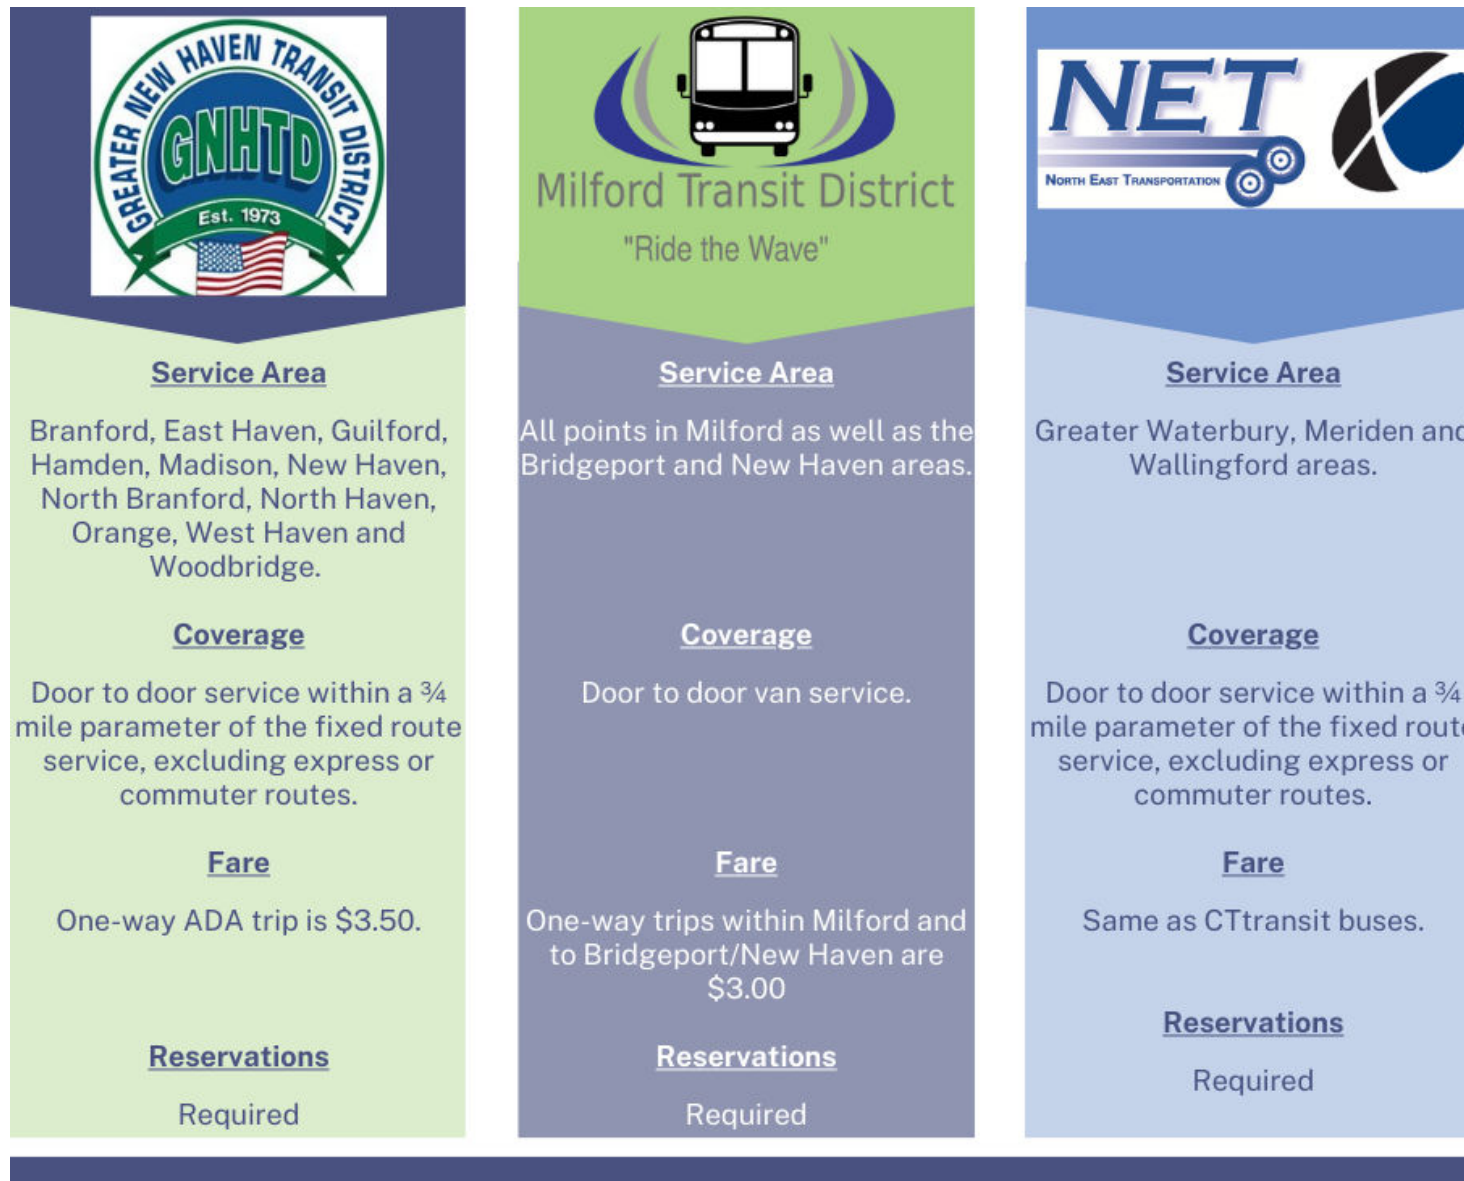 GREATER NEW HAVEN TRANSIT DISTRICT
GNHTD
Est. 1973
Service Area
Branford, East Haven, Guilford,
Hamden, Madison, New Haven,
North Branford, North Haven,
Orange, West Haven and
Woodbridge.
Coverage
Door to door service within a ¾
mile parameter of the fixed route
service, excluding express or
commuter routes.
Fare
One-way ADA trip is $3.50.
Reservations
Required
Milford Transit District
"Ride the Wave"
Service Area
All points in Milford as well as the
Bridgeport and New Haven areas.
Coverage
Door to door van service.
Fare
One-way trips within Milford and
to Bridgeport/New Haven are
$3.00
Reservations
Required
NET
NORTH EAST TRANSPORTATION
Service Area
Greater Waterbury, Meriden and
Wallingford areas.
Coverage
Door to door service within a ¾
mile parameter of the fixed route
service, excluding express or
commuter routes.
Fare
Same as CTtransit buses.
Reservations
Required